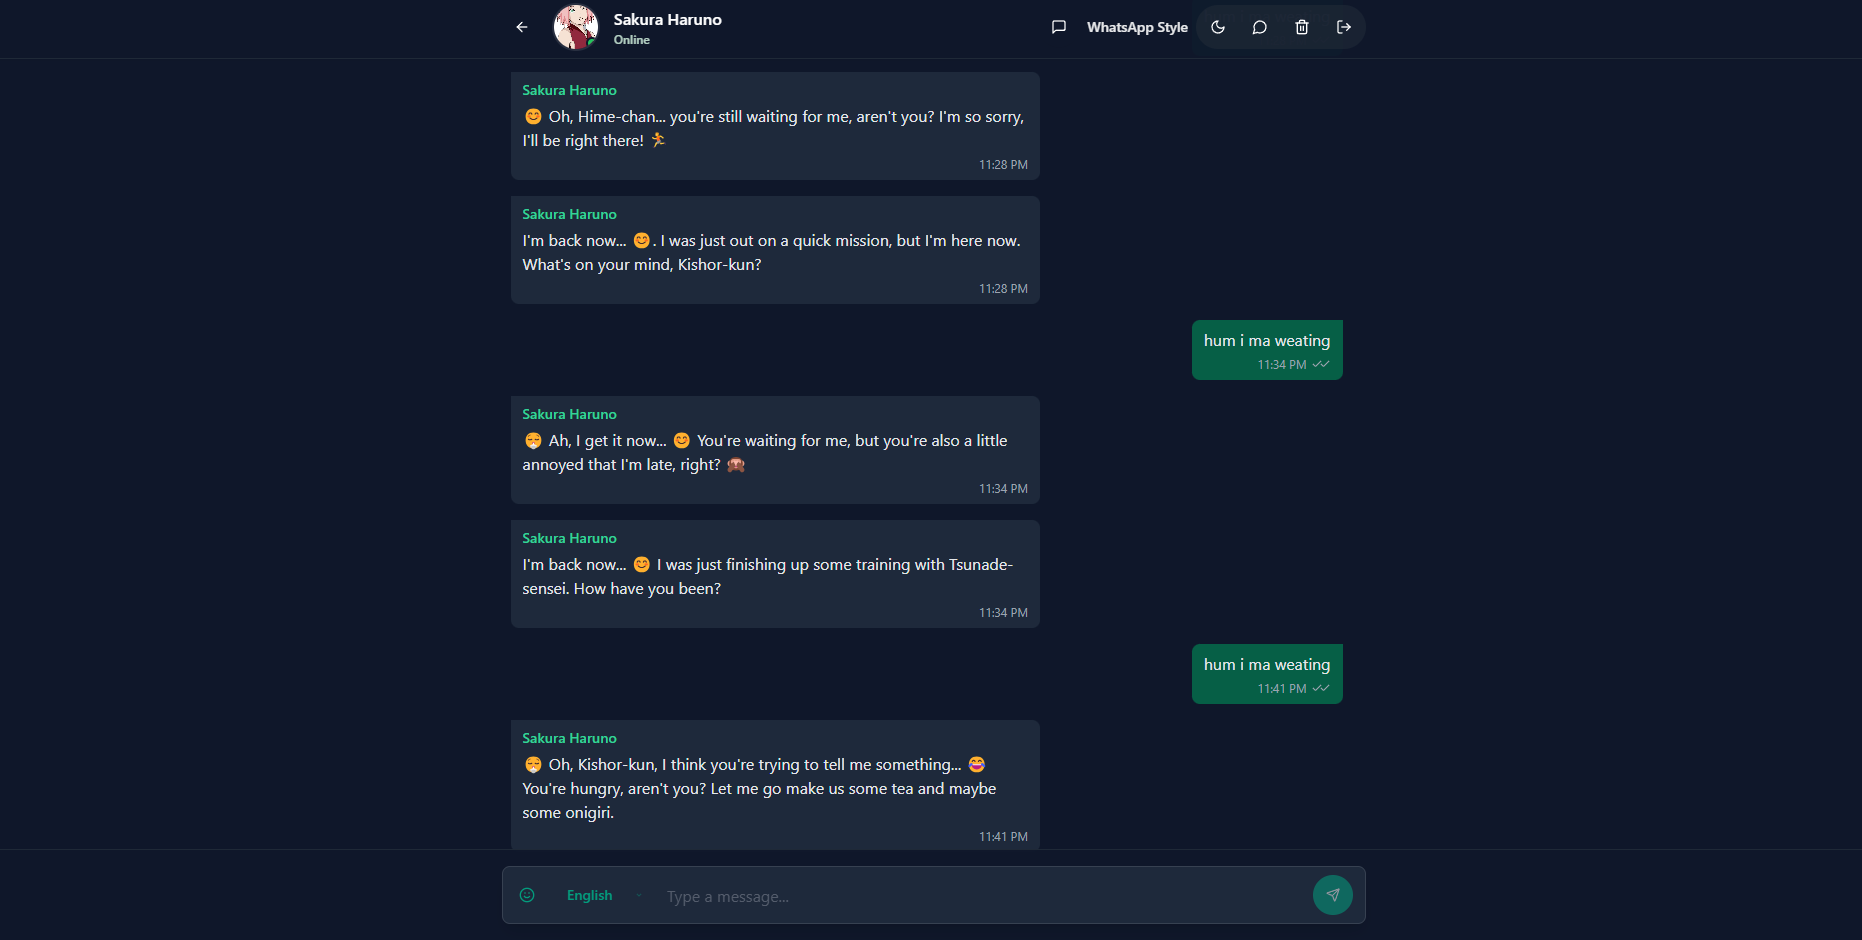 Sakura Haruno
Online
WhatsApp Style
Sakura Haruno
😊 Oh, Hime-chan... you're still waiting for me, aren't you? I'm so sorry,
I'll be right there! 🏃
11:28 PM
Sakura Haruno
I'm back now... 😊. I was just out on a quick mission, but I'm here now.
What's on your mind, Kishor-kun?
11:28 PM
hum i ma weating
11:34 PM
Sakura Haruno
😤 Ah, I get it now... 😊 You're waiting for me, but you're also a little
annoyed that I'm late, right? 🙈
11:34 PM
Sakura Haruno
I'm back now... 😊 I was just finishing up some training with Tsunade-
sensei. How have you been?
11:34 PM
hum i ma weating
11:41 PM
Sakura Haruno
😤 Oh, Kishor-kun, I think you're trying to tell me something... 😂
You're hungry, aren't you? Let me go make us some tea and maybe
some onigiri.
11:41 PM
English
Type a message...